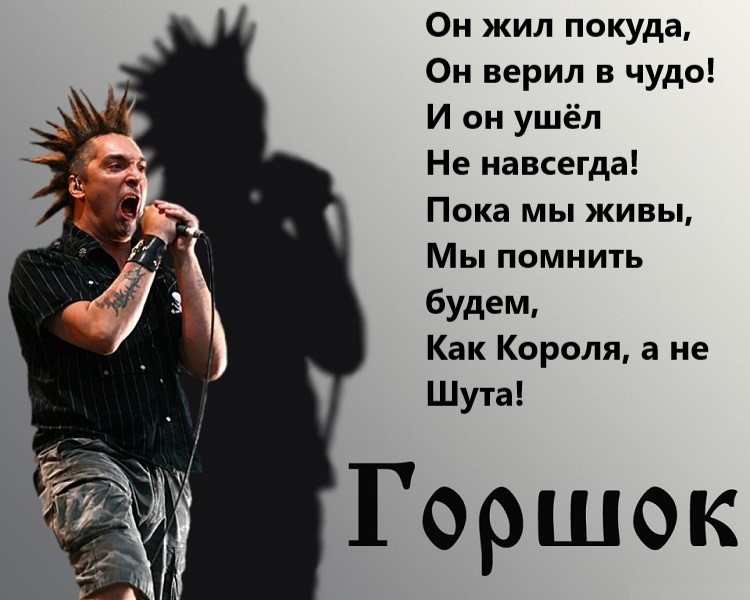 Он жил покуда,
Он верил в чудо!
И он ушёл
Не навсегда!
Пока мы живы,
Мы помнить
будем,
Как Короля, а не
Шута!
Горшок